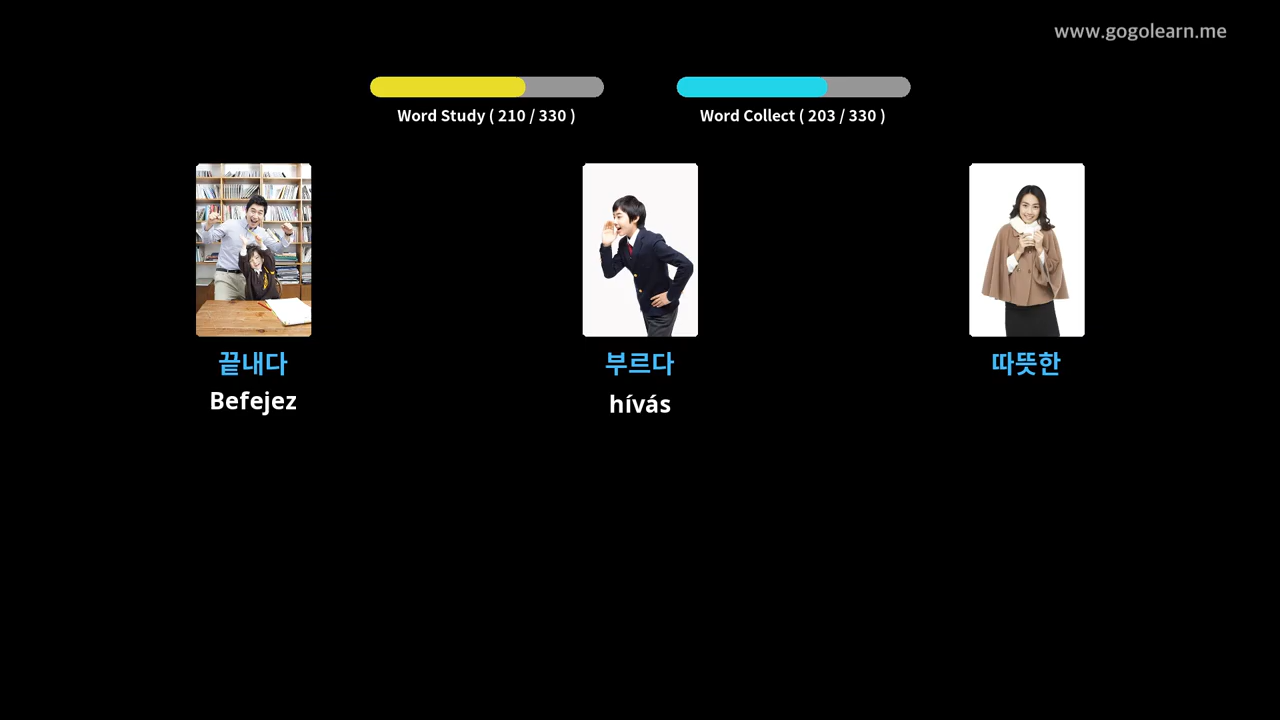 www.gogolearn.me
Word Study ( 210 / 330 )
Word Collect ( 203 / 330 )
끝내다
부르다
따뜻한
Befejez
hívás